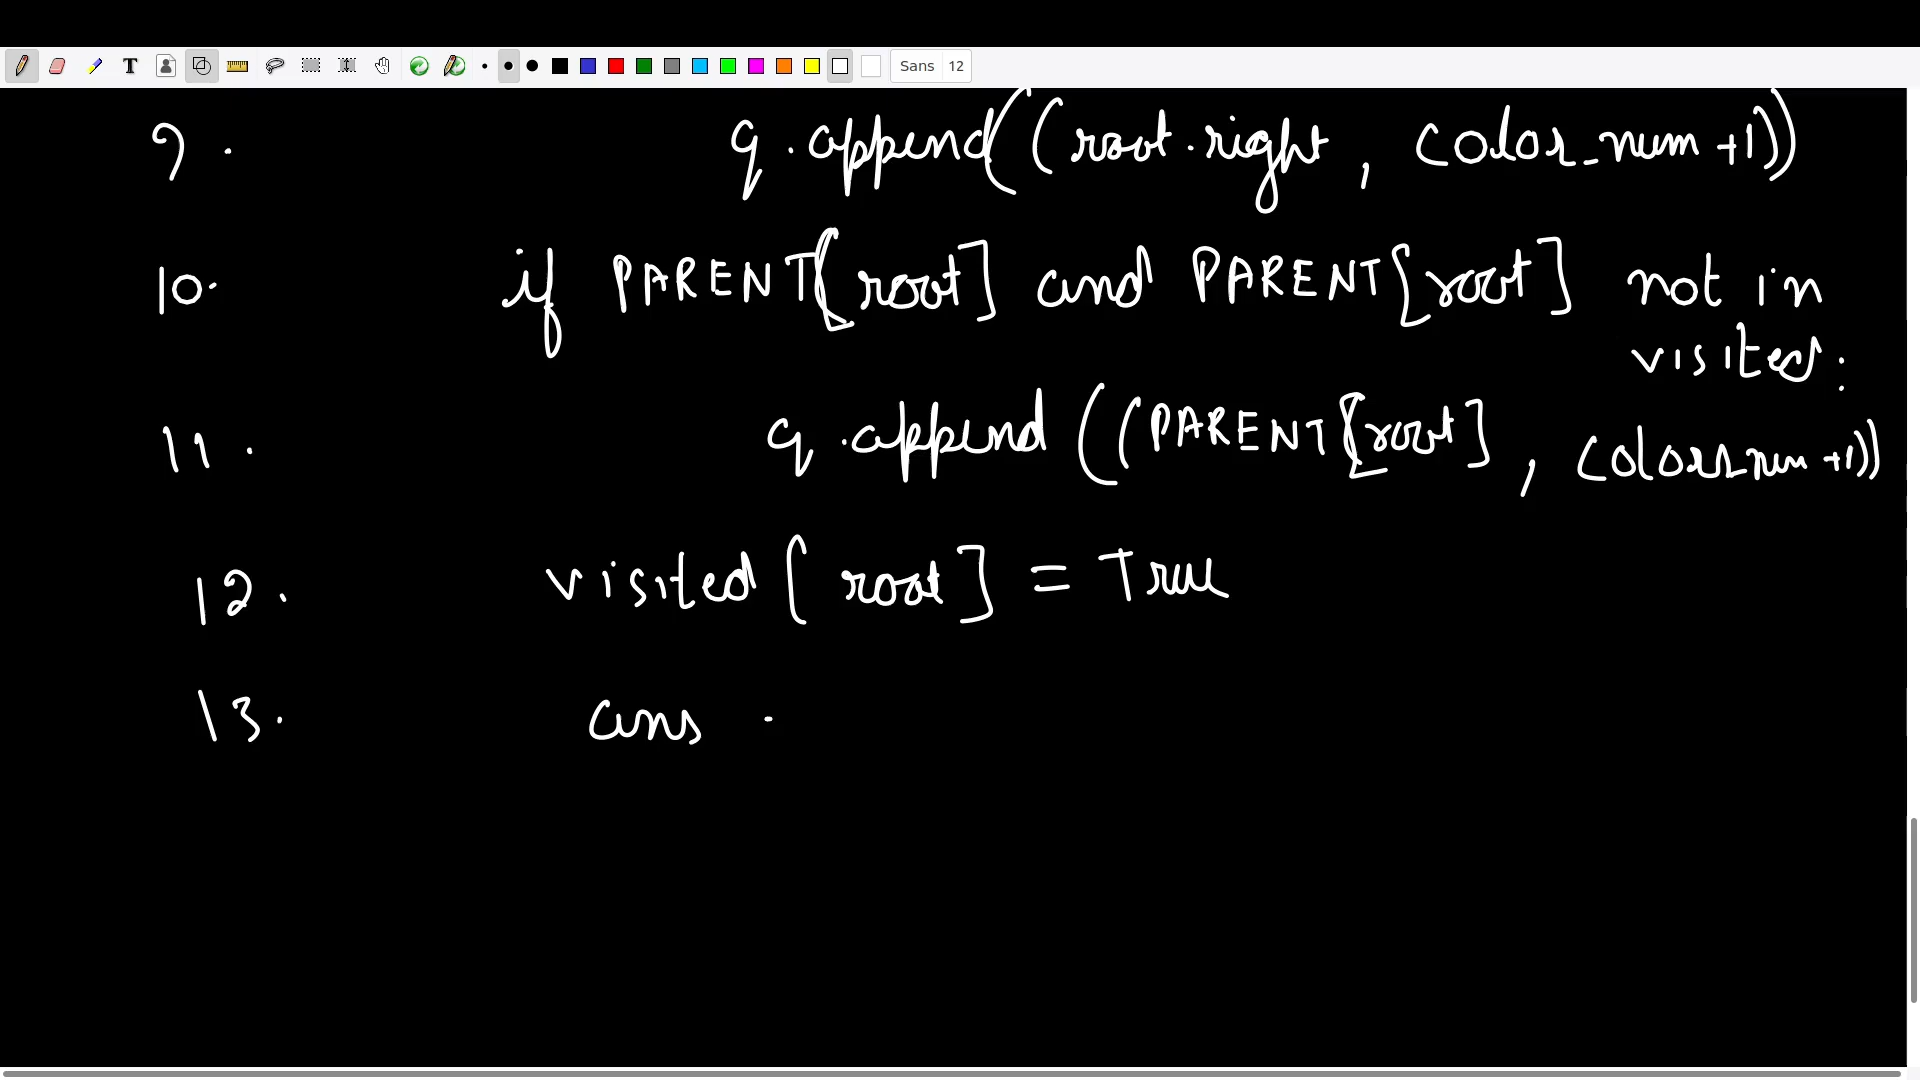 T Sans 12
9. q.append((root.right, color_num+1))
10. if PARENT[root] and PARENT[root] not in
visited:
11. q.append((PARENT[root], color_num+1))
12. visited[root] = True
13. ans .